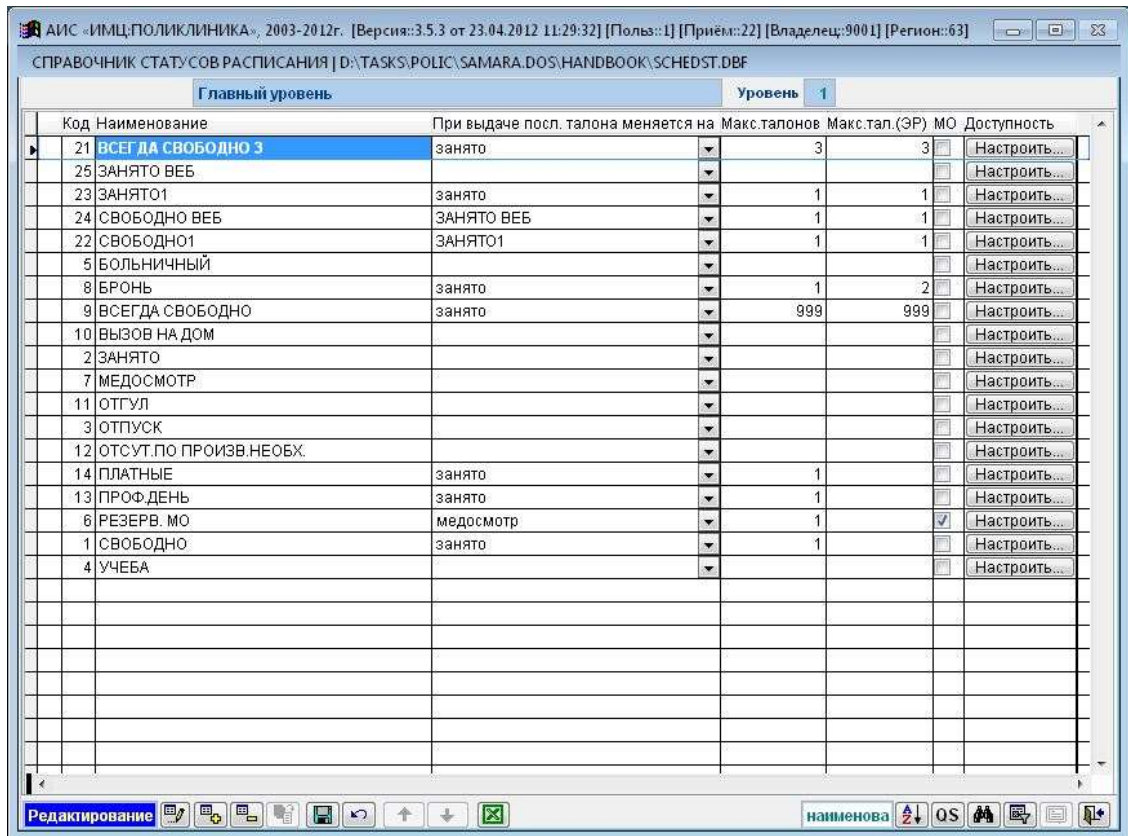 АИС «ИМЦ:ПОЛИКЛИНИКА», 2003-2012г. [Версия::3.5.3 от 23.04.2012 11:29:32] [Польз::1] [Приём::22] [Владелец::9001] [Регион::63]
СПРАВОЧНИК СТАТУСОВ РАСПИСАНИЯ | D:\TASKS\POLIC\SAMARA.DOS\HANDBOOK\SCHEDST.DBF
Главный уровень Уровень 1
Код Наименование При выдаче посл. талона меняется на Макс.талонов Макс.тал.(ЭР) МО Доступность
21 ВСЕГДА СВОБОДНО 3 занято 3 3 Настроить...
25 ЗАНЯТО ВЕБ Настроить...
23 ЗАНЯТО1 занято 1 1 Настроить...
24 СВОБОДНО ВЕБ ЗАНЯТО ВЕБ 1 1 Настроить...
22 СВОБОДНО1 ЗАНЯТО1 1 1 Настроить...
5 БОЛЬНИЧНЫЙ Настроить...
8 БРОНЬ занято 1 2 Настроить...
9 ВСЕГДА СВОБОДНО занято 999 999 Настроить...
10 ВЫЗОВ НА ДОМ Настроить...
2 ЗАНЯТО Настроить...
7 МЕДОСМОТР Настроить...
11 ОТГУЛ Настроить...
3 ОТПУСК Настроить...
12 ОТСУТ.ПО ПРОИЗВ.НЕОБХ. Настроить...
14 ПЛАТНЫЕ занято 1 Настроить...
13 ПРОФ.ДЕНЬ занято 1 Настроить...
6 РЕЗЕРВ. МО медосмотр 1 Настроить...
1 СВОБОДНО занято 1 Настроить...
4 УЧЕБА Настроить...
Редактирование наименова QS